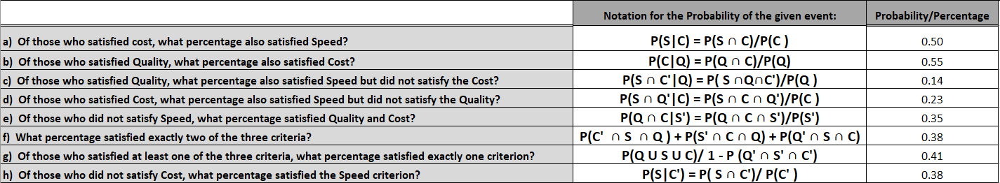 Notation for the Probability of the given event: Probability/Percentage
a) Of those who satisfied cost, what percentage also satisfied Speed? P(S|C) = P(S ∩ C)/P(C ) 0.50
b) Of those who satisfied Quality, what percentage also satisfied Cost? P(C|Q) = P(Q ∩ C)/P(Q) 0.55
c) Of those who satisfied Quality, what percentage also satisfied Speed but did not satisfy the Cost? P(S ∩ C'|Q) = P( S ∩Q∩C')/P(Q ) 0.14
d) Of those who satisfied Cost, what percentage also satisfied Speed but did not satisfy the Quality? P(S ∩ Q'|C) = P(S ∩ C ∩ Q')/P(C ) 0.23
e) Of those who did not satisfy Speed, what percentage satisfied Quality and Cost? P(Q ∩ C|S') = P(Q ∩ C ∩ S')/P(S') 0.35
f) What percentage satisfied exactly two of the three criteria? P(C' ∩ S ∩ Q ) + P(S' ∩ C ∩ Q) + P(Q' ∩ S ∩ C) 0.38
g) Of those who satisfied at least one of the three criteria, what percentage satisfied exactly one criterion? P(Q U S U C)/ 1 - P (Q' ∩ S' ∩ C') 0.41
h) Of those who did not satisfy Cost, what percentage satisfied the Speed criterion? P(S|C') = P( S ∩ C')/ P(C' ) 0.38